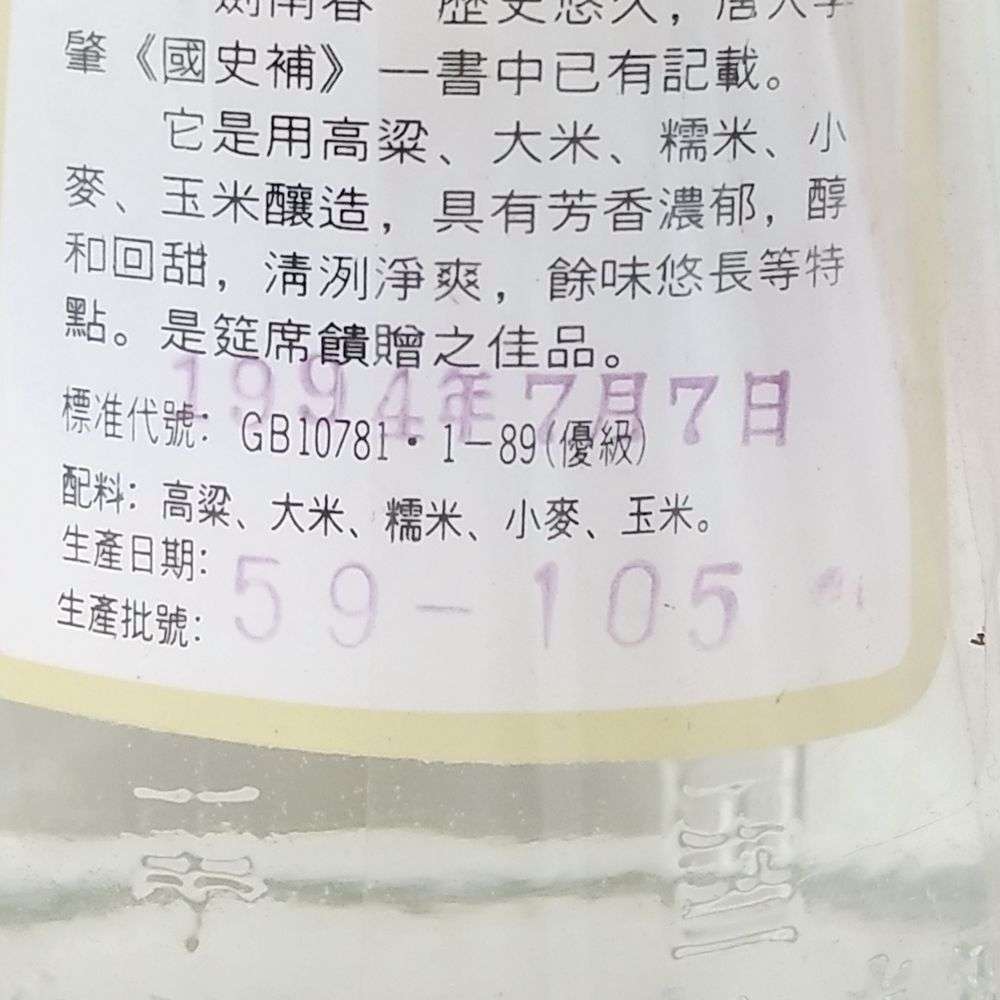 劍南春 歷史悠久，唐人李
肇《國史補》一書中已有記載。
它是用高粱、大米、糯米、小
麥、玉米釀造，具有芳香濃郁，醇
和回甜，清洌淨爽，餘味悠長等特
點。是筵席饋贈之佳品。
1994年7月7日
標准代號：GB10781·1-89(優級)
配料：高粱、大米、糯米、小麥、玉米。
生產日期：
59-105
生產批號：